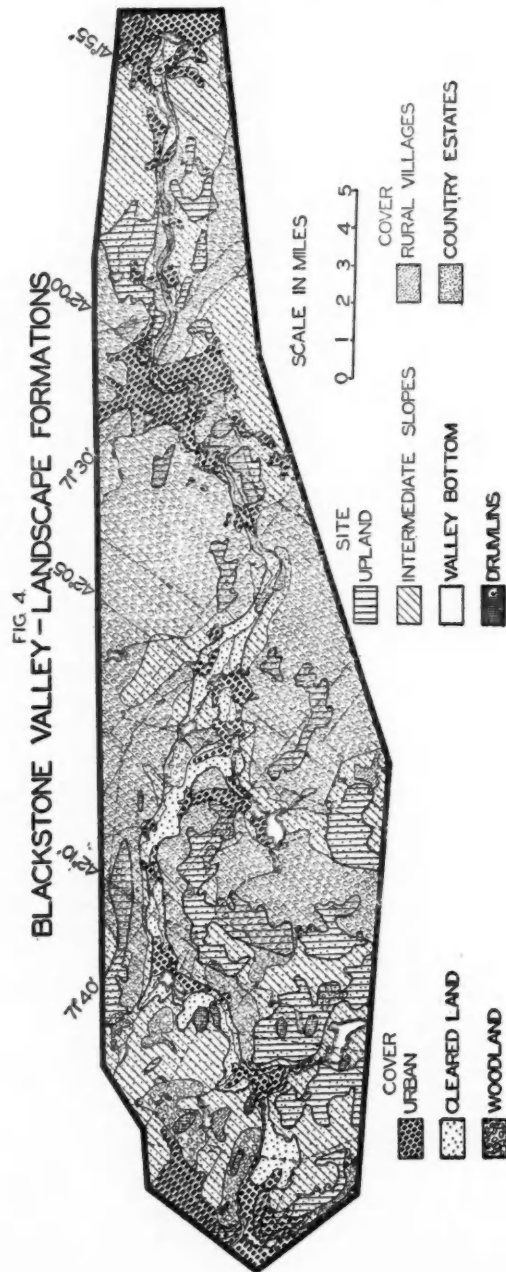 FIG. 4.
BLACKSTONE VALLEY – LANDSCAPE FORMATIONS
71°40'
42°10'
42°05'
71°30'
42°00'
41°55'
COVER
URBAN
CLEARED LAND
WOODLAND
SITE
UPLAND
INTERMEDIATE SLOPES
VALLEY BOTTOM
DRUMLINS
SCALE IN MILES
0 1 2 3 4 5
COVER
RURAL VILLAGES
COUNTRY ESTATES